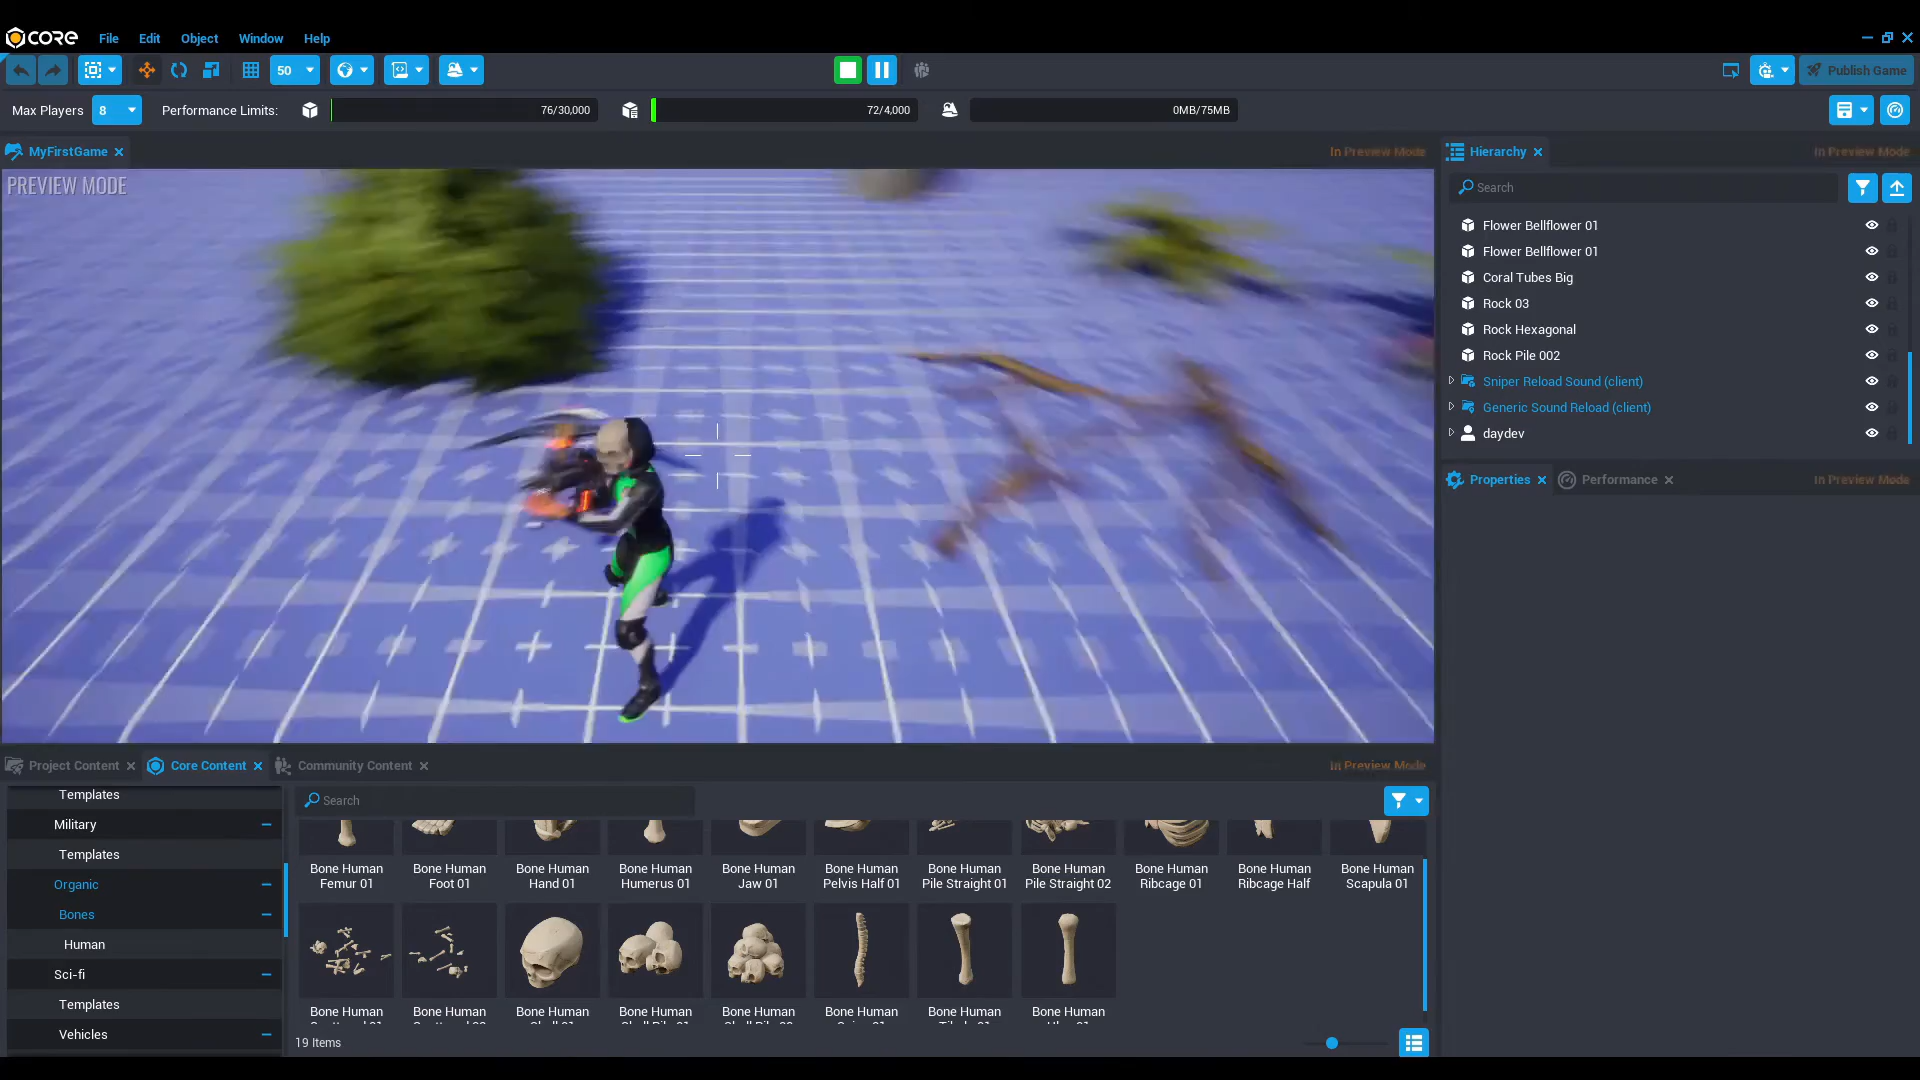 CORE
File
Edit
Object
Window
Help
50
Publish Game
Max Players
8
Performance Limits:
76/30,000
72/4,000
0MB/75MB
MyFirstGame
In Preview Mode
PREVIEW MODE
Hierarchy
In Preview Mode
Search
Flower Bellflower 01
Flower Bellflower 01
Coral Tubes Big
Rock 03
Rock Hexagonal
Rock Pile 002
Sniper Reload Sound (client)
Generic Sound Reload (client)
daydev
Properties
Performance
In Preview Mode
Project Content
Core Content
Community Content
In Preview Mode
Templates
Military
Templates
Organic
Bones
Human
Sci-fi
Templates
Vehicles
Search
Bone Human
Femur 01
Bone Human
Foot 01
Bone Human
Hand 01
Bone Human
Humerus 01
Bone Human
Jaw 01
Bone Human
Pelvis Half 01
Bone Human
Pile Straight 01
Bone Human
Pile Straight 02
Bone Human
Ribcage 01
Bone Human
Ribcage Half
Bone Human
Scapula 01
Bone Human
Bone Human
Bone Human
Bone Human
Bone Human
Bone Human
Bone Human
Bone Human
19 Items